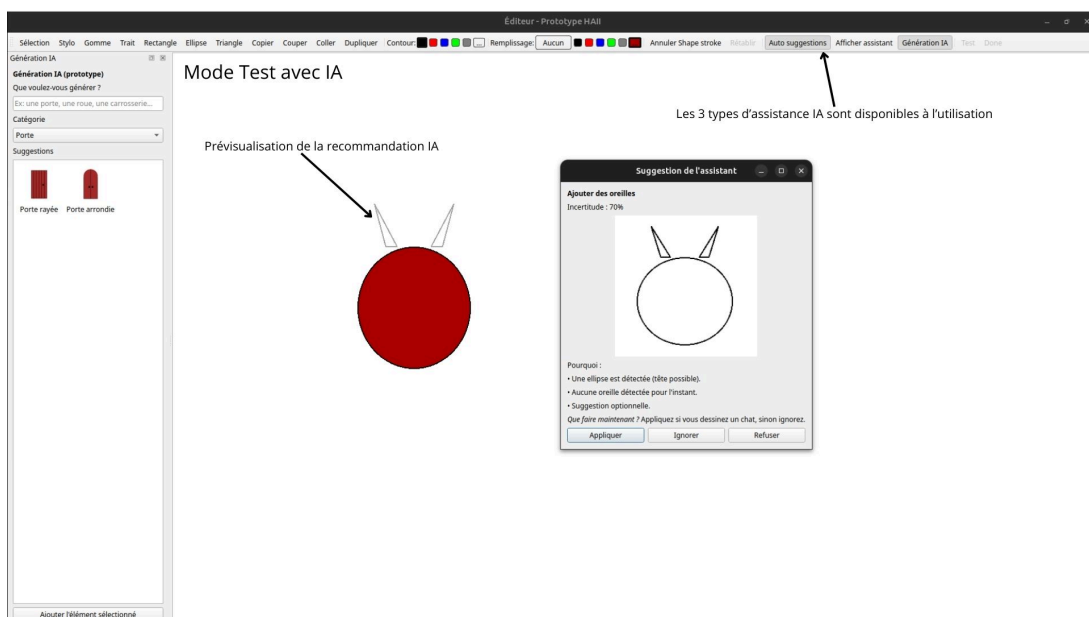 Éditeur - Prototype HAII
Sélection Stylo Gomme Trait Rectangle Ellipse Triangle Copier Couper Coller Dupliquer Contour: ... Remplissage: Aucun Annuler Shape stroke Rétablir Auto suggestions Afficher assistant Génération IA Test Done
Génération IA
Génération IA (prototype)
Que voulez-vous générer ?
Ex: une porte, une roue, une carrosserie...
Catégorie
Porte
Suggestions
Porte rayée Porte arrondie
Ajouter l'élément sélectionné
Mode Test avec IA
Les 3 types d'assistance IA sont disponibles à l'utilisation
Prévisualisation de la recommandation IA
Suggestion de l'assistant
Ajouter des oreilles
Incertitude : 70%
Pourquoi :
• Une ellipse est détectée (tête possible).
• Aucune oreille détectée pour l'instant.
• Suggestion optionnelle.
Que faire maintenant ? Appliquez si vous dessinez un chat, sinon ignorez.
Appliquer Ignorer Refuser